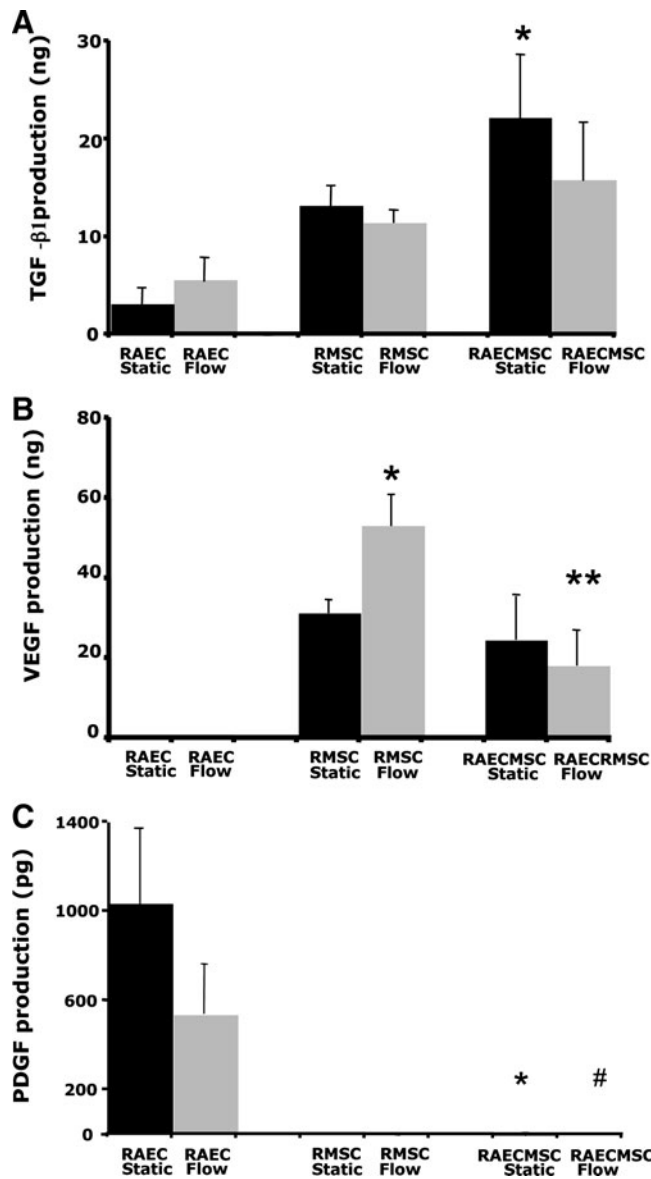 A
TGF -β1production (ng)
30
20
10
0
*
RAEC RAEC RMSC RMSC RAECMSC RAECMSC
Static Flow Static Flow Static Flow
B
VEGF production (ng)
80
60
40
20
0
*
**
RAEC RAEC RMSC RMSC RAECMSC RAECRMSC
Static Flow Static Flow Static Flow
C
PDGF production (pg)
1400
1000
600
200
0
* #
RAEC RAEC RMSC RMSC RAECMSC RAECMSC
Static Flow Static Flow Static Flow